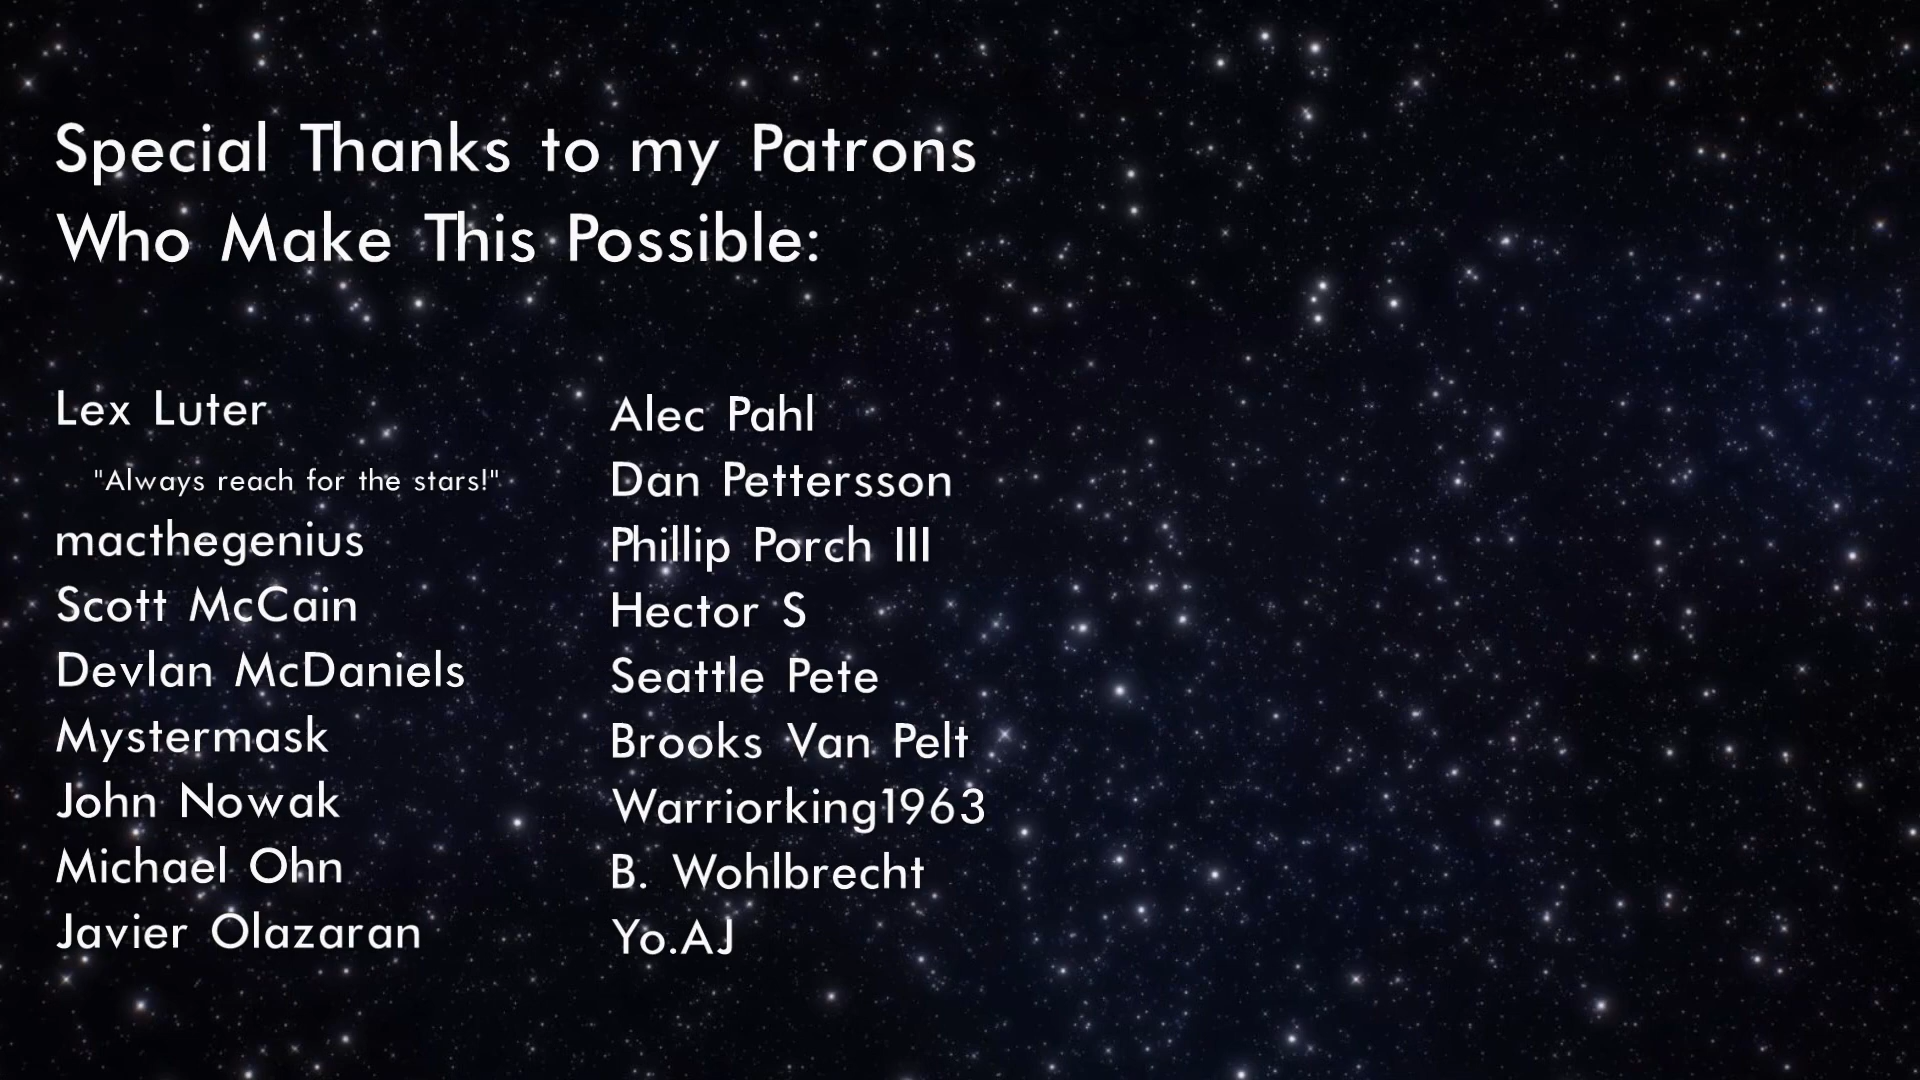 Special Thanks to my Patrons
Who Make This Possible:
Lex Luter
"Always reach for the stars!"
macthegenius
Scott McCain
Devlan McDaniels
Mystermask
John Nowak
Michael Ohn
Javier Olazaran
Alec Pahl
Dan Pettersson
Phillip Porch III
Hector S
Seattle Pete
Brooks Van Pelt
Warriorking1963
B. Wohlbrecht
Yo.AJ